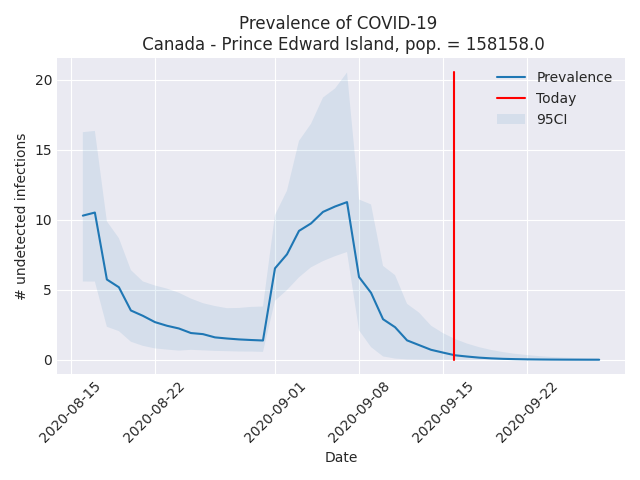 Prevalence of COVID-19
Canada - Prince Edward Island, pop. = 158158.0
Prevalence
Today
95CI
20
15
10
5
0
# undetected infections
2020-08-15
2020-08-22
2020-09-01
2020-09-08
2020-09-15
2020-09-22
Date